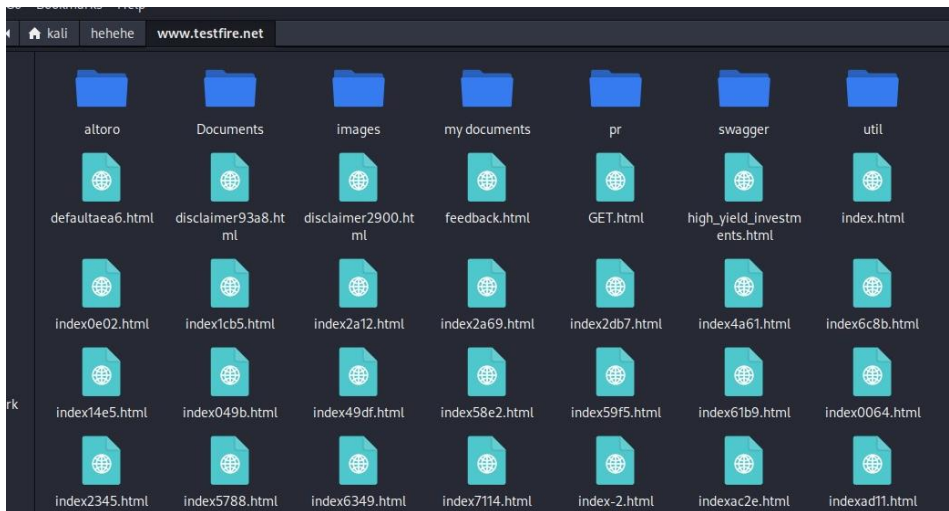 Bookmarks Help
kali hehehe www.testfire.net
altoro Documents images my documents pr swagger util
defaultaea6.html disclaimer93a8.ht disclaimer2900.ht feedback.html GET.html high_yield_investm index.html
ml ml ents.html
index0e02.html index1cb5.html index2a12.html index2a69.html index2db7.html index4a61.html index6c8b.html
rk
index14e5.html index049b.html index49df.html index58e2.html index59f5.html index61b9.html index0064.html
index2345.html index5788.html index6349.html index7114.html index-2.html indexac2e.html indexad11.html